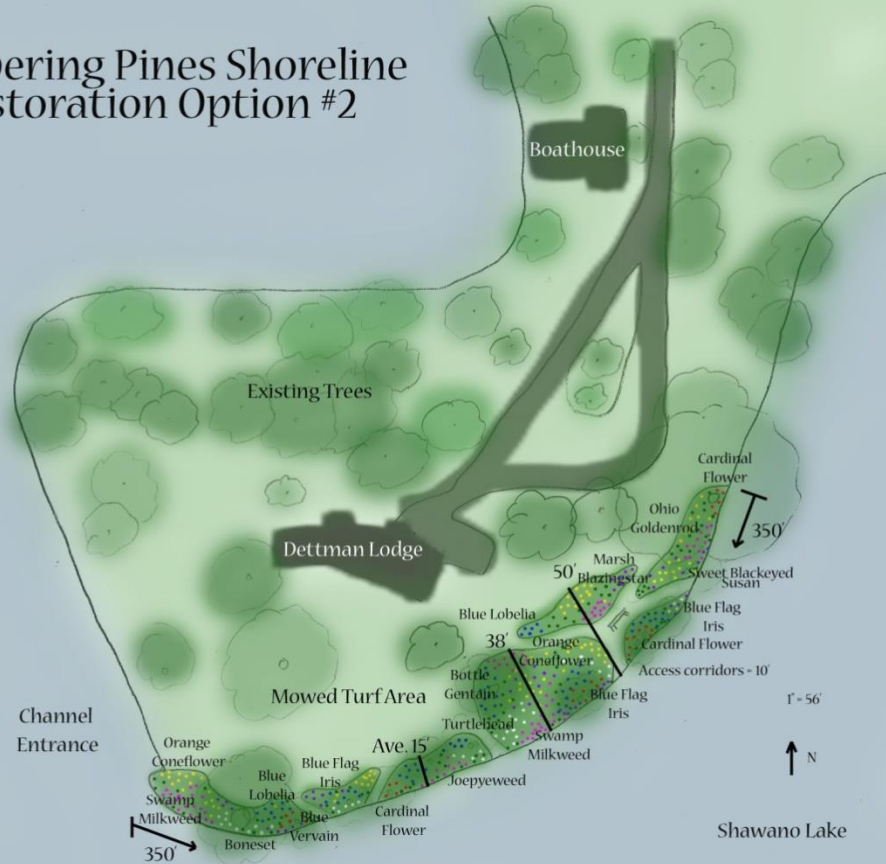 ering Pines Shoreline
storation Option #2
Boathouse
Existing Trees
Cardinal
Flower
Ohio
Goldenrod
350'
Dettman Lodge
Marsh
Blazingstar
50'
Sweet Blackeyed
Susan
Blue Flag
Iris
Blue Lobelia
Cardinal Flower
38'
Orange
Coneflower
Access corridors = 10'
Bottle
Gentain
Mowed Turf Area
Blue Flag
Iris
1" = 56'
Turtlehead
Channel
Entrance
Swamp
Milkweed
Ave. 15'
Orange
Coneflower
Blue Flag
Iris
N
Blue
Lobelia
Joepyeweed
Swamp
Milkweed
Blue
Vervain
Cardinal
Flower
Shawano Lake
Boneset
350'